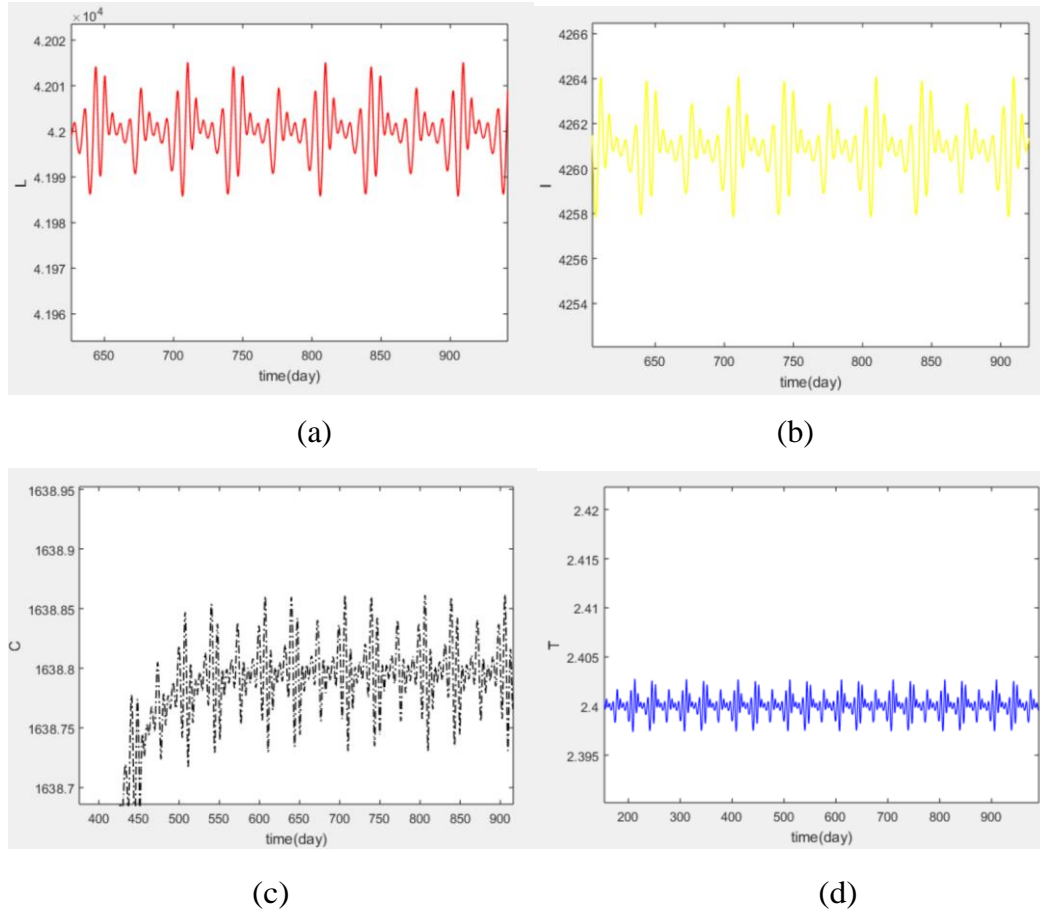 × 10⁴
4.202
4.201
4.2
4.199
4.198
4.197
4.196
L
650 700 750 800 850 900
time(day)
(a)
4266
4264
4262
4260
4258
4256
4254
I
650 700 750 800 850 900
time(day)
(b)
1638.95
1638.9
1638.85
1638.8
1638.75
1638.7
C
400 450 500 550 600 650 700 750 800 850 900
time(day)
(c)
2.42
2.415
2.41
2.405
2.4
2.395
T
200 300 400 500 600 700 800 900
time(day)
(d)